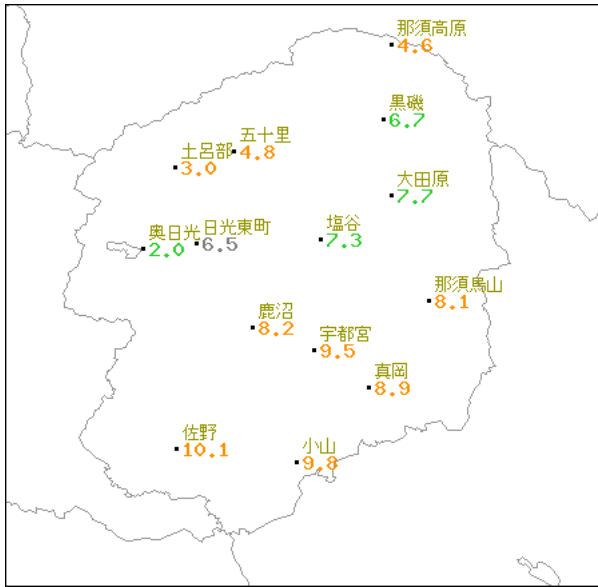 那須高原
4.6
黒磯
6.7
五十里
4.8
土呂部
3.0
大田原
7.7
奥日光
2.0
日光東町
6.5
塩谷
7.3
那須烏山
8.1
鹿沼
8.2
宇都宮
9.5
真岡
8.9
佐野
10.1
小山
9.8